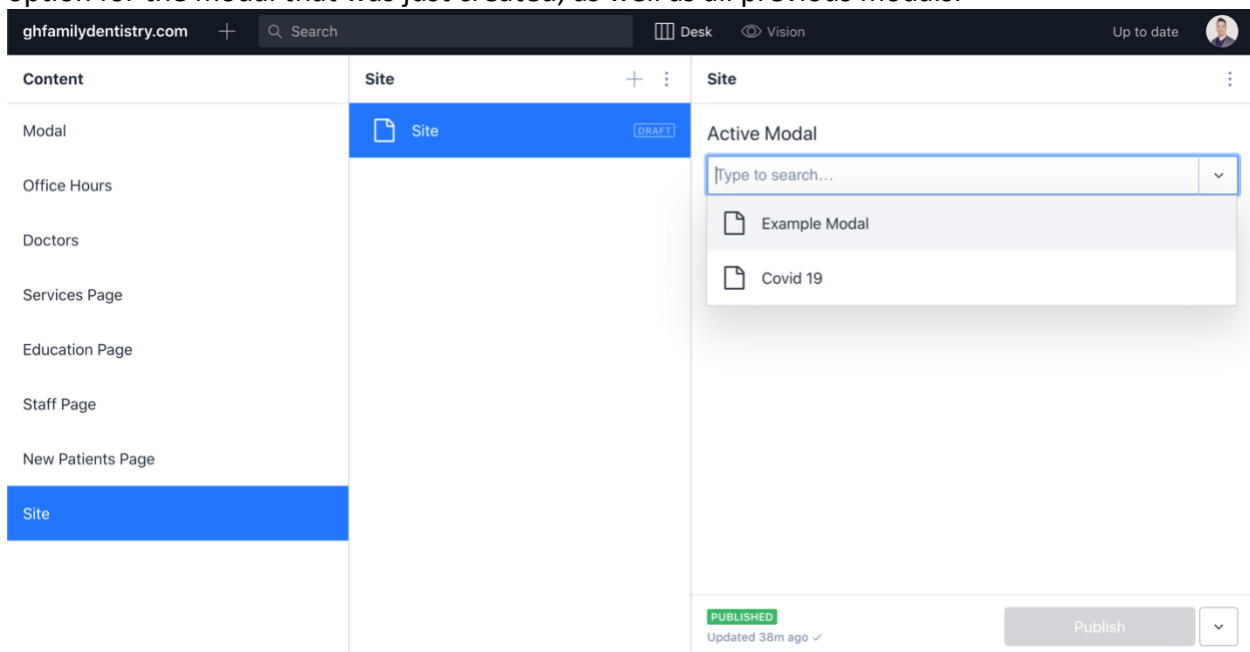 option for the modal that was just created, as well as all previous modals.
ghfamilydentistry.com Search Desk Vision Up to date
Content Site Site
Modal Site DRAFT Active Modal
Type to search...
Office Hours
Example Modal
Doctors
Covid 19
Services Page
Education Page
Staff Page
New Patients Page
Site
PUBLISHED
Updated 38m ago
Publish